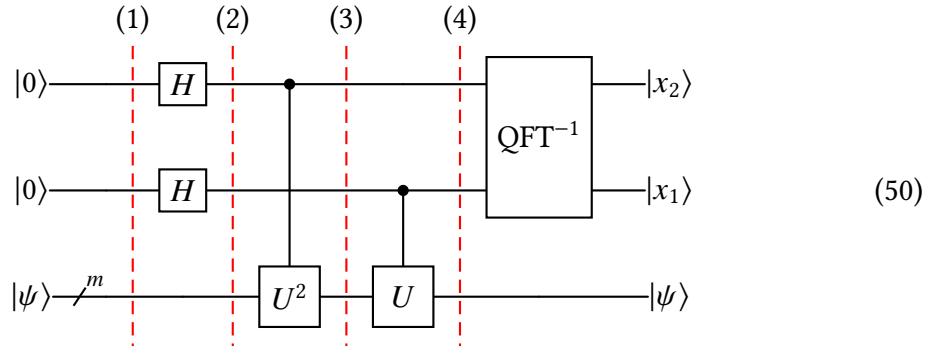 (1) (2) (3) (4)
|0⟩ H QFT⁻¹ |x₂⟩
|0⟩ H |x₁⟩ (50)
|ψ⟩ m U² U |ψ⟩